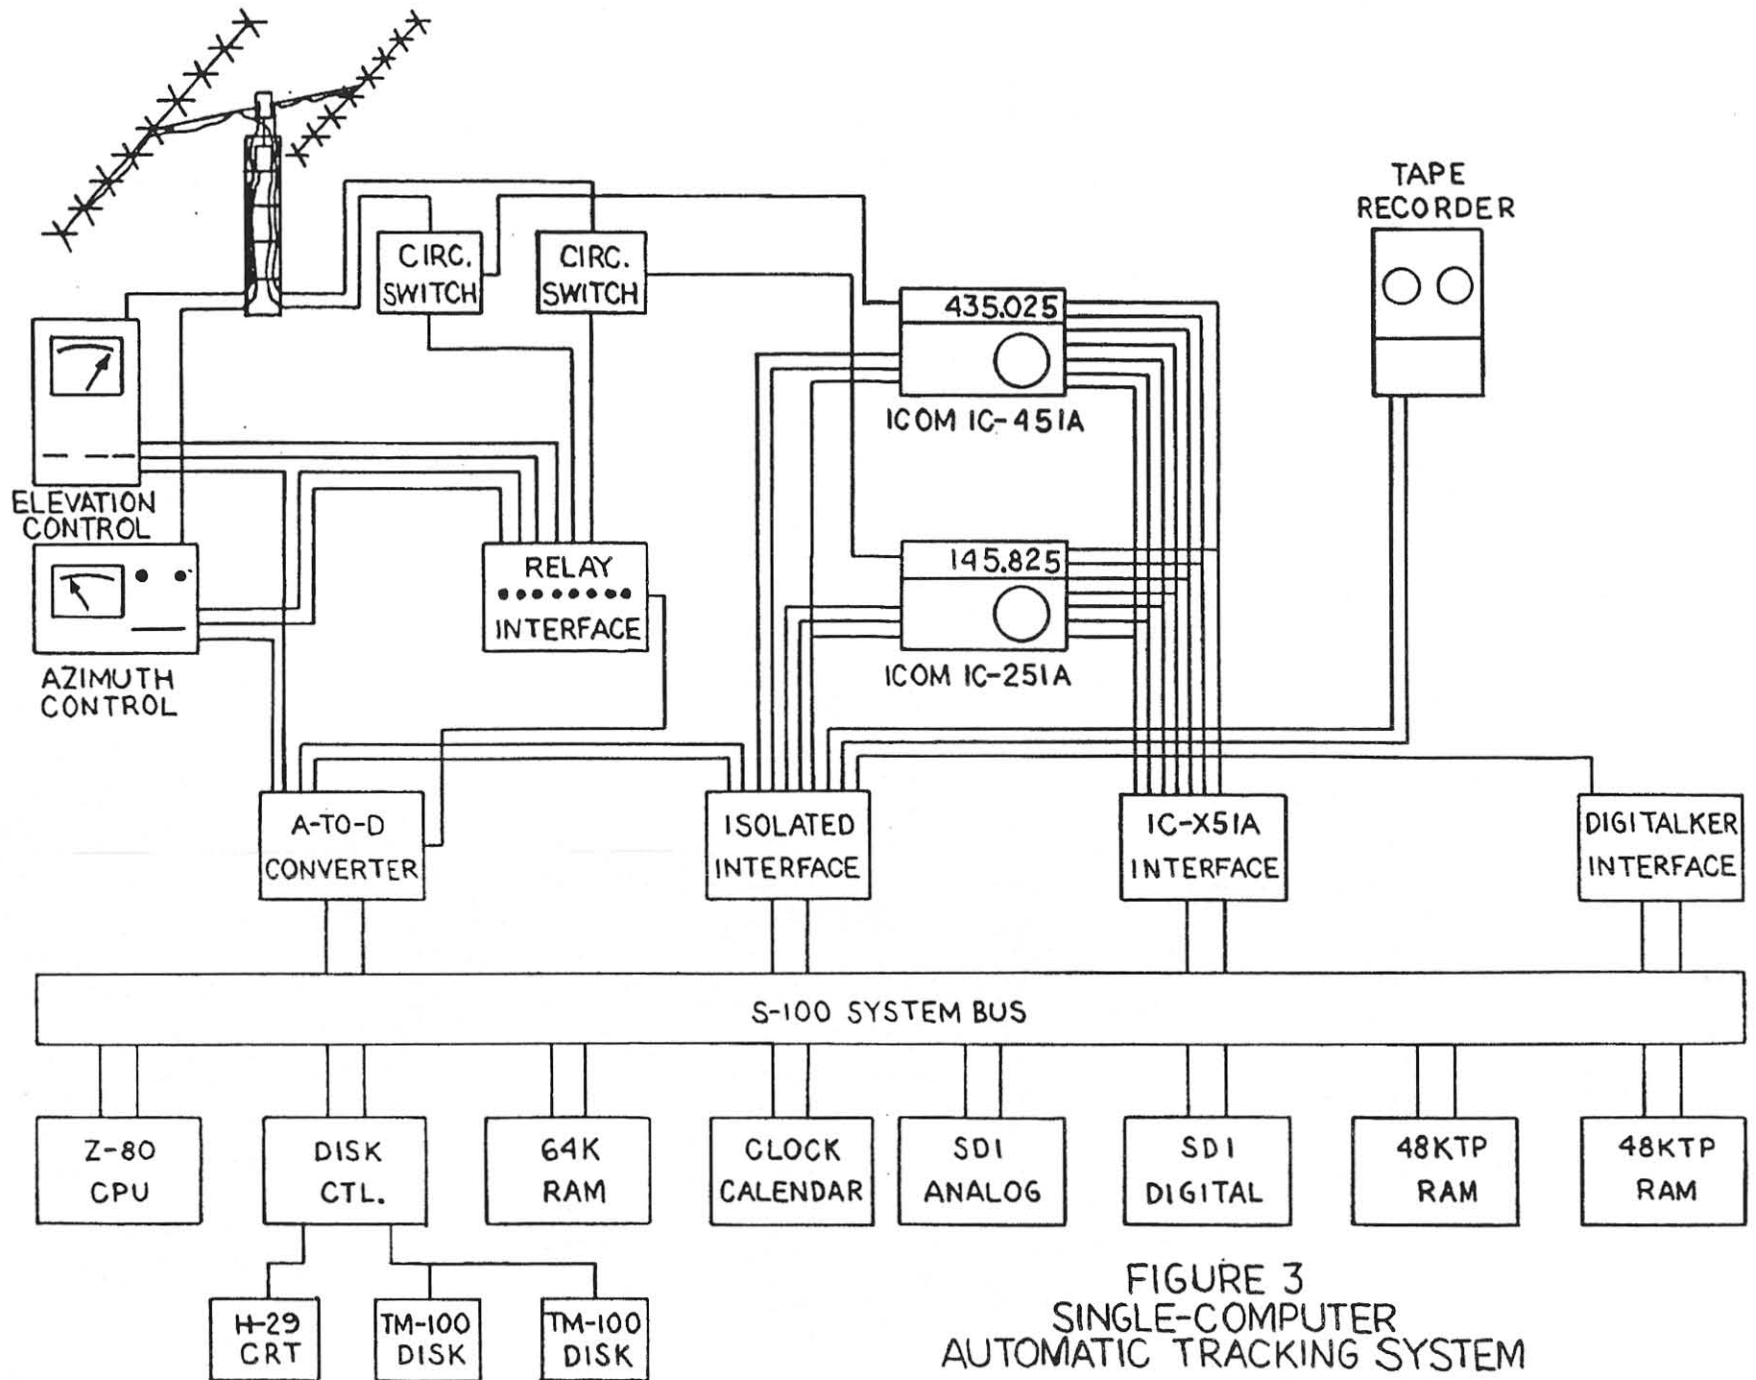 TAPE
RECORDER
CIRC.
SWITCH
CIRC.
SWITCH
435.025
ICOM IC-451A
ELEVATION
CONTROL
145.825
RELAY
INTERFACE
ICOM IC-251A
AZIMUTH
CONTROL
A-TO-D
CONVERTER
ISOLATED
INTERFACE
IC-X51A
INTERFACE
DIGITALKER
INTERFACE
S-100 SYSTEM BUS
Z-80
CPU
DISK
CTL.
64K
RAM
CLOCK
CALENDAR
SDI
ANALOG
SDI
DIGITAL
48KTP
RAM
48KTP
RAM
H-29
CRT
TM-100
DISK
TM-100
DISK
FIGURE 3
SINGLE-COMPUTER
AUTOMATIC TRACKING SYSTEM